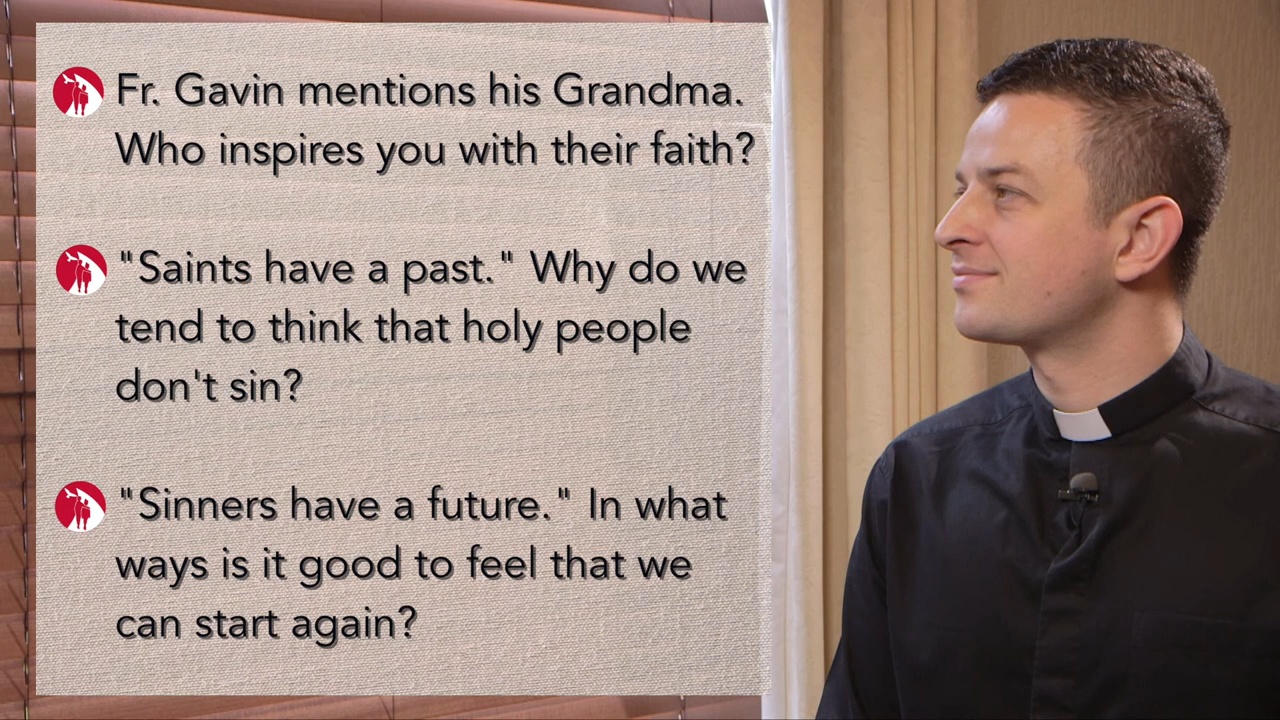 Fr. Gavin mentions his Grandma.
Who inspires you with their faith?
"Saints have a past." Why do we
tend to think that holy people
don't sin?
"Sinners have a future." In what
ways is it good to feel that we
can start again?